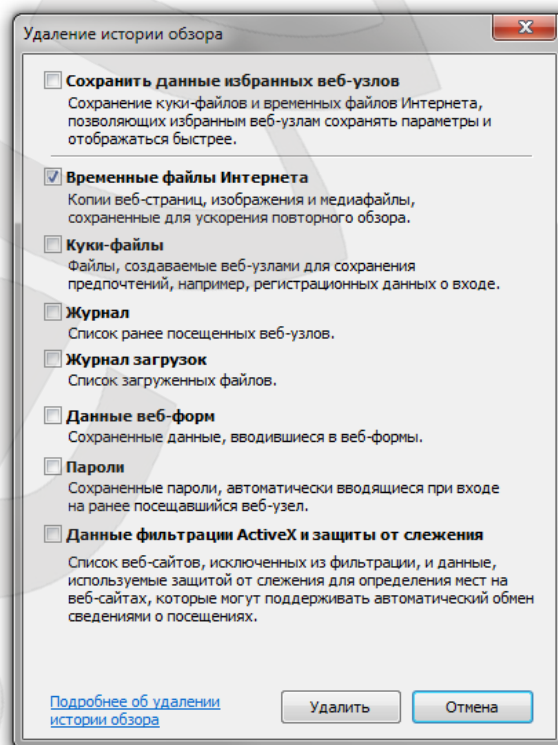 Удаление истории обзора
Сохранить данные избранных веб-узлов
Сохранение куки-файлов и временных файлов Интернета,
позволяющих избранным веб-узлам сохранять параметры и
отображаться быстрее.
Временные файлы Интернета
Копии веб-страниц, изображения и медиафайлы,
сохраненные для ускорения повторного обзора.
Куки-файлы
Файлы, создаваемые веб-узлами для сохранения
предпочтений, например, регистрационных данных о входе.
Журнал
Список ранее посещенных веб-узлов.
Журнал загрузок
Список загруженных файлов.
Данные веб-форм
Сохраненные данные, вводившиеся в веб-формы.
Пароли
Сохраненные пароли, автоматически вводящиеся при входе
на ранее посещавшийся веб-узел.
Данные фильтрации ActiveX и защиты от слежения
Список веб-сайтов, исключенных из фильтрации, и данные,
используемые защитой от слежения для определения мест на
веб-сайтах, которые могут поддерживать автоматический обмен
сведениями о посещениях.
Подробнее об удалении
истории обзора
Удалить
Отмена